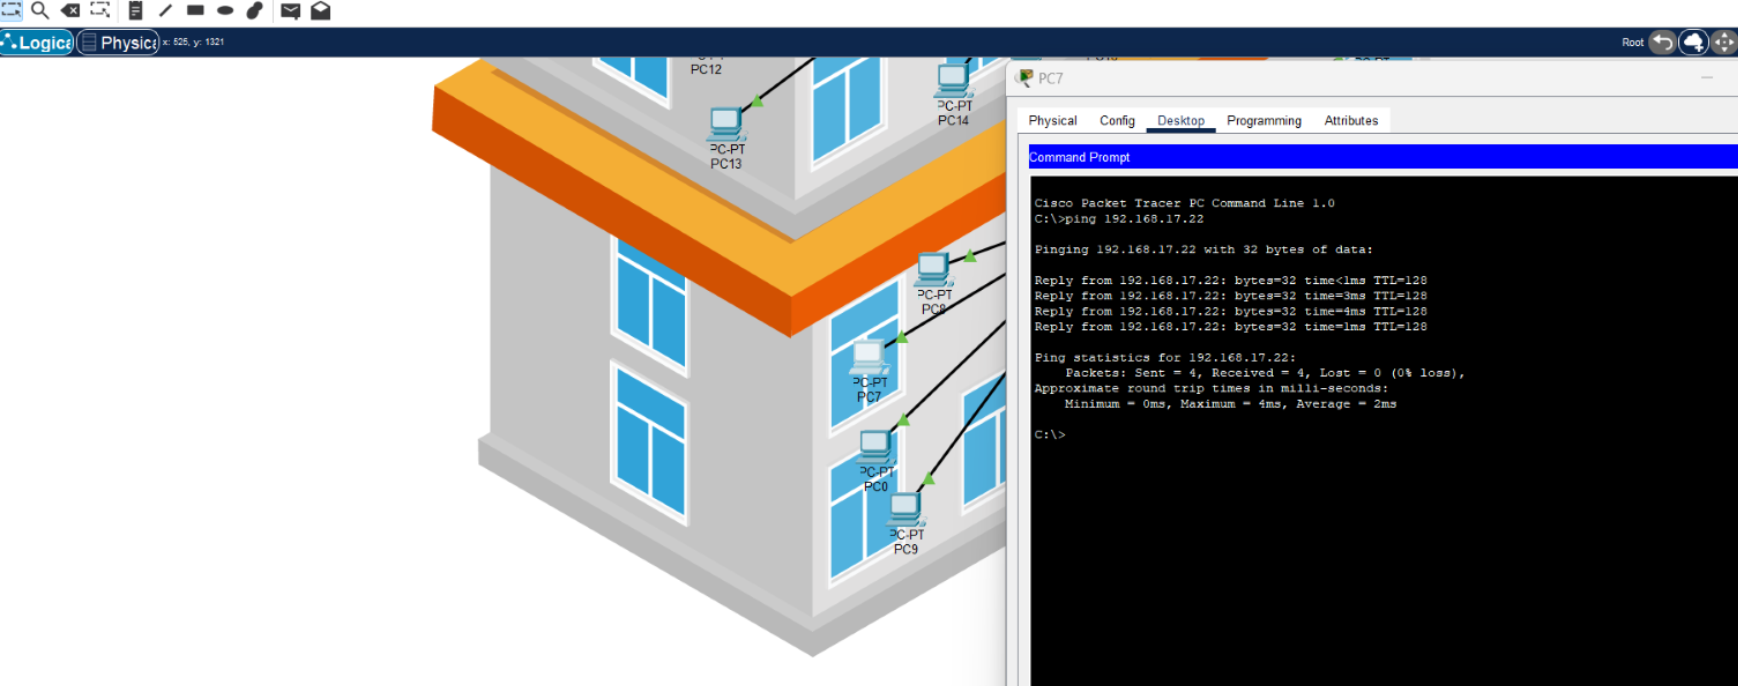 Logica
Physica
x: 525, y: 1321
Root
PC12
PC-PT
PC13
PC-PT
PC14
PC-PT
PC8
PC-PT
PC7
PC-PT
PC0
PC-PT
PC9
PC7
Physical Config Desktop Programming Attributes
Command Prompt
Cisco Packet Tracer PC Command Line 1.0
C:\>ping 192.168.17.22
Pinging 192.168.17.22 with 32 bytes of data:
Reply from 192.168.17.22: bytes=32 time<1ms TTL=128
Reply from 192.168.17.22: bytes=32 time=3ms TTL=128
Reply from 192.168.17.22: bytes=32 time=4ms TTL=128
Reply from 192.168.17.22: bytes=32 time=1ms TTL=128
Ping statistics for 192.168.17.22:
Packets: Sent = 4, Received = 4, Lost = 0 (0% loss),
Approximate round trip times in milli-seconds:
Minimum = 0ms, Maximum = 4ms, Average = 2ms
C:\>